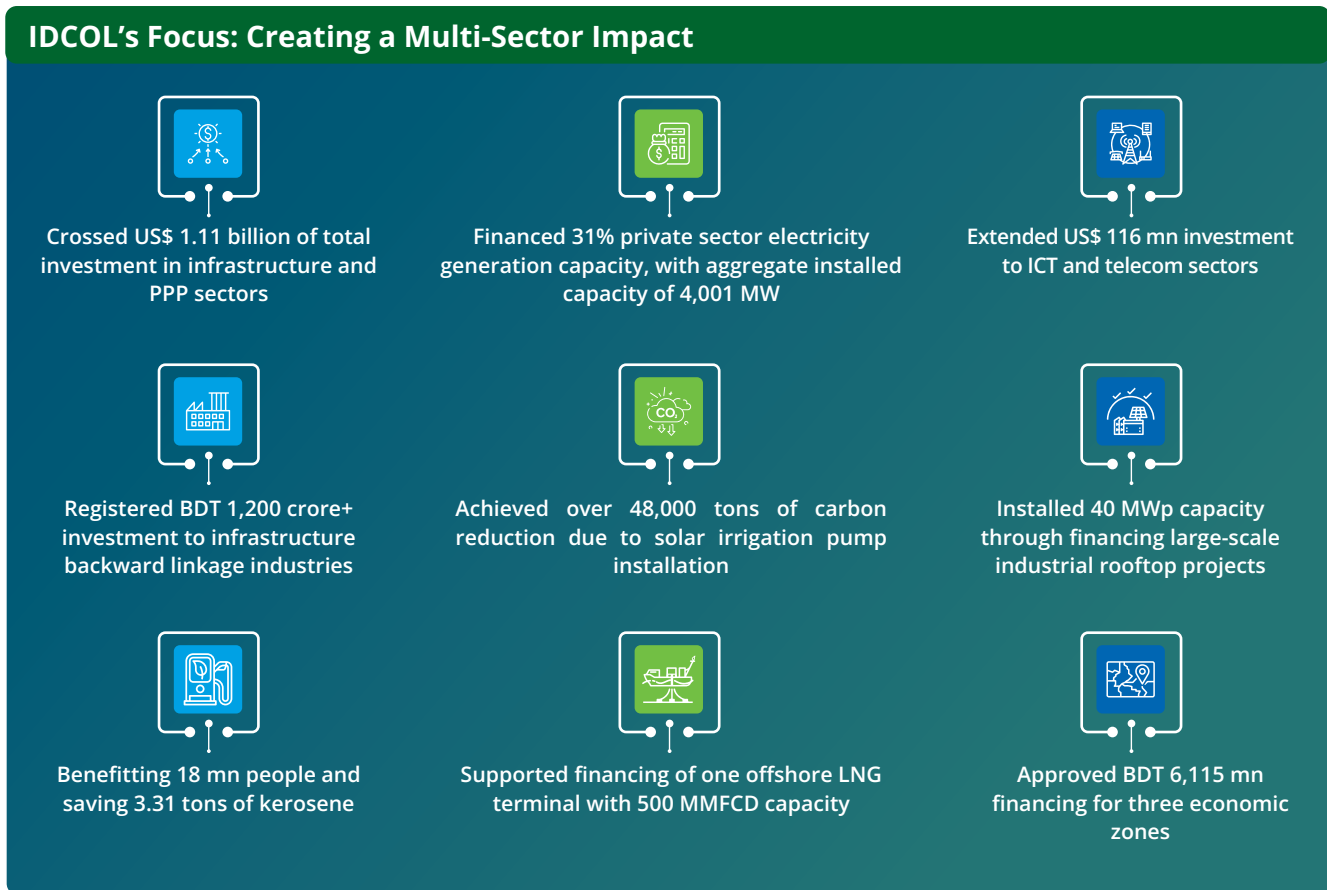 IDCOL's Focus: Creating a Multi-Sector Impact
Crossed US$ 1.11 billion of total
investment in infrastructure and
PPP sectors
Financed 31% private sector electricity
generation capacity, with aggregate installed
capacity of 4,001 MW
Extended US$ 116 mn investment
to ICT and telecom sectors
CO₂
Registered BDT 1,200 crore+
investment to infrastructure
backward linkage industries
Achieved over 48,000 tons of carbon
reduction due to solar irrigation pump
installation
Installed 40 MWp capacity
through financing large-scale
industrial rooftop projects
Benefitting 18 mn people and
saving 3.31 tons of kerosene
Supported financing of one offshore LNG
terminal with 500 MMFCD capacity
Approved BDT 6,115 mn
financing for three economic
zones